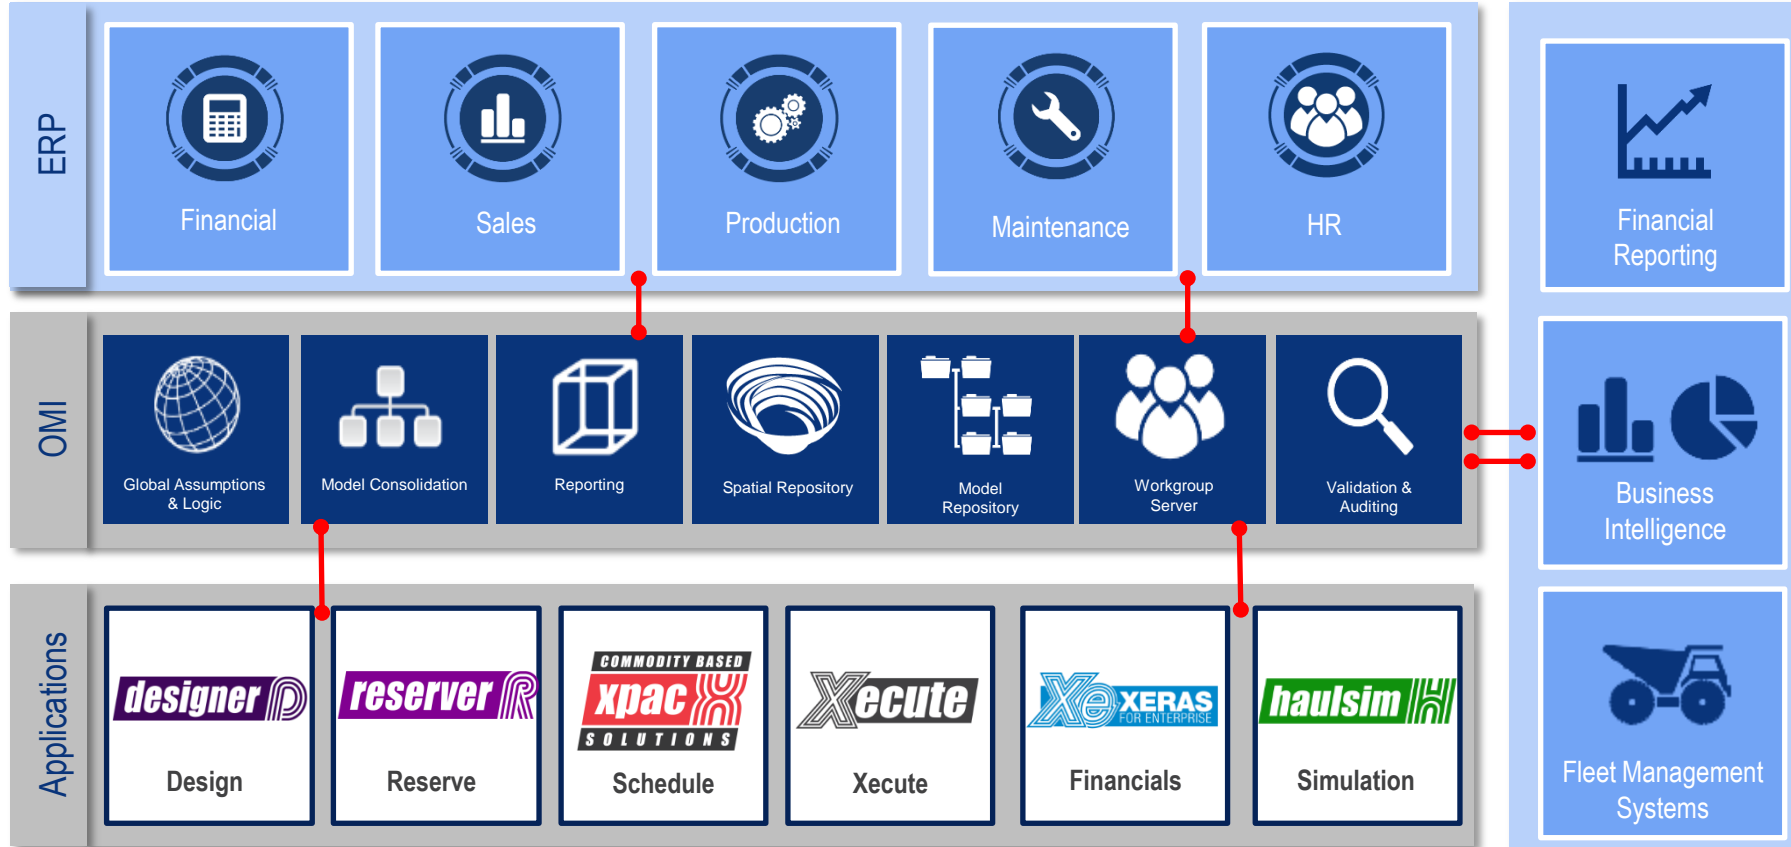 ERP
Financial
Sales
Production
Maintenance
HR
OMI
Global Assumptions
& Logic
Model Consolidation
Reporting
Spatial Repository
Model
Repository
Workgroup
Server
Validation &
Auditing
Applications
designer D
Design
reserver R
Reserve
COMMODITY BASED
xpac X
SOLUTIONS
Schedule
Xecute
Xecute
Xe XERAS
FOR ENTERPRISE
Financials
haulsim H
Simulation
Financial
Reporting
Business
Intelligence
Fleet Management
Systems